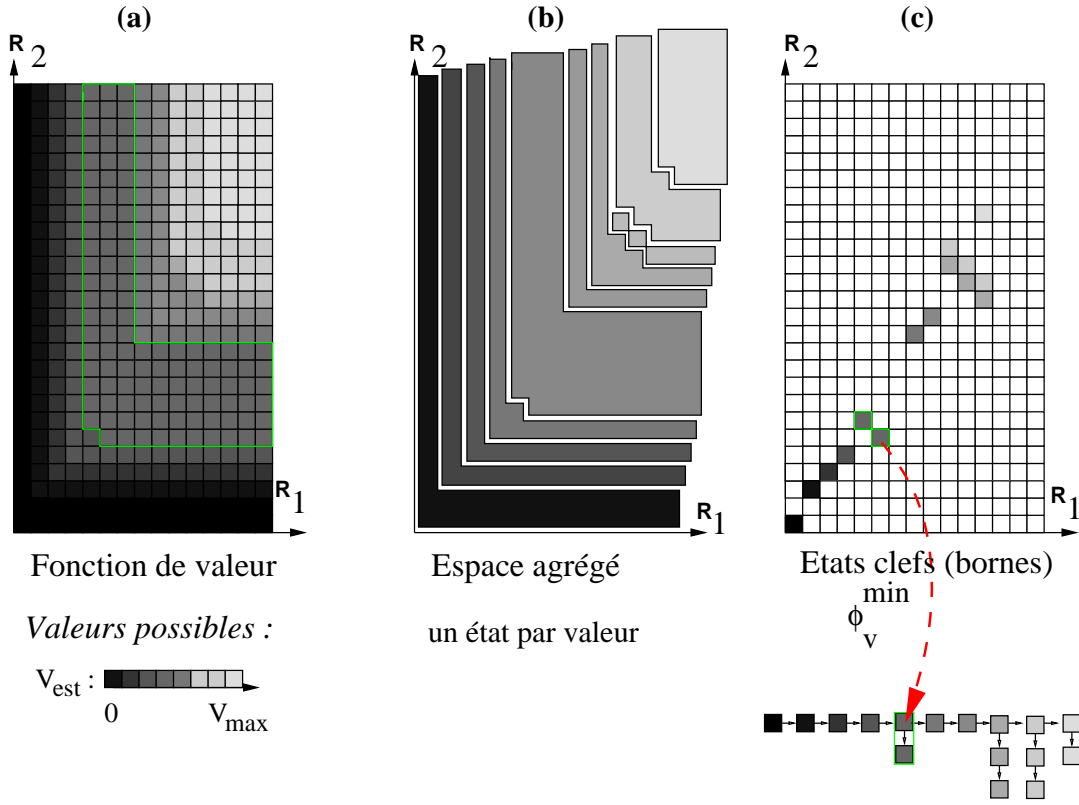 (a) (b) (c)
R 2 R 2 R 2
R 1 R 1 R 1
Fonction de valeur
Espace agrégé
Etats clefs (bornes)
Valeurs possibles :
un état par valeur
ϕ v min
V est :
0 V max